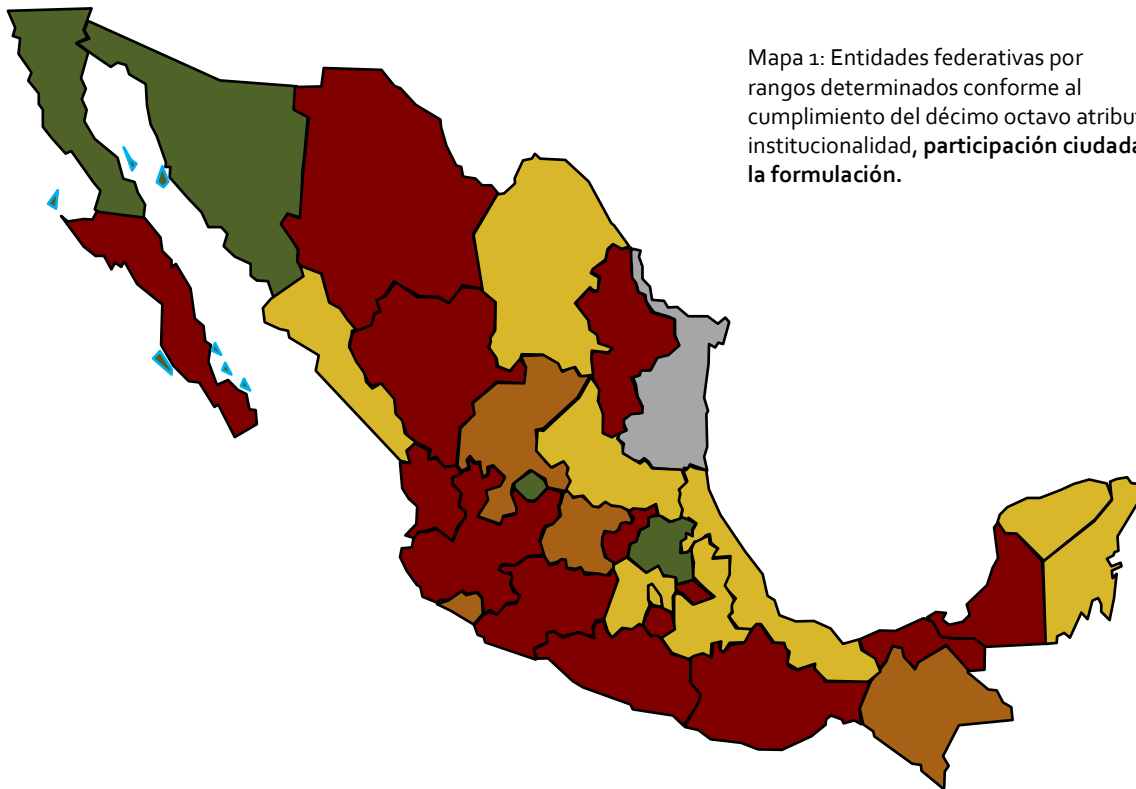 Mapa 1: Entidades federativas por
rangos determinados conforme al
cumplimiento del décimo octavo
institucionalidad, participación
la formulación.